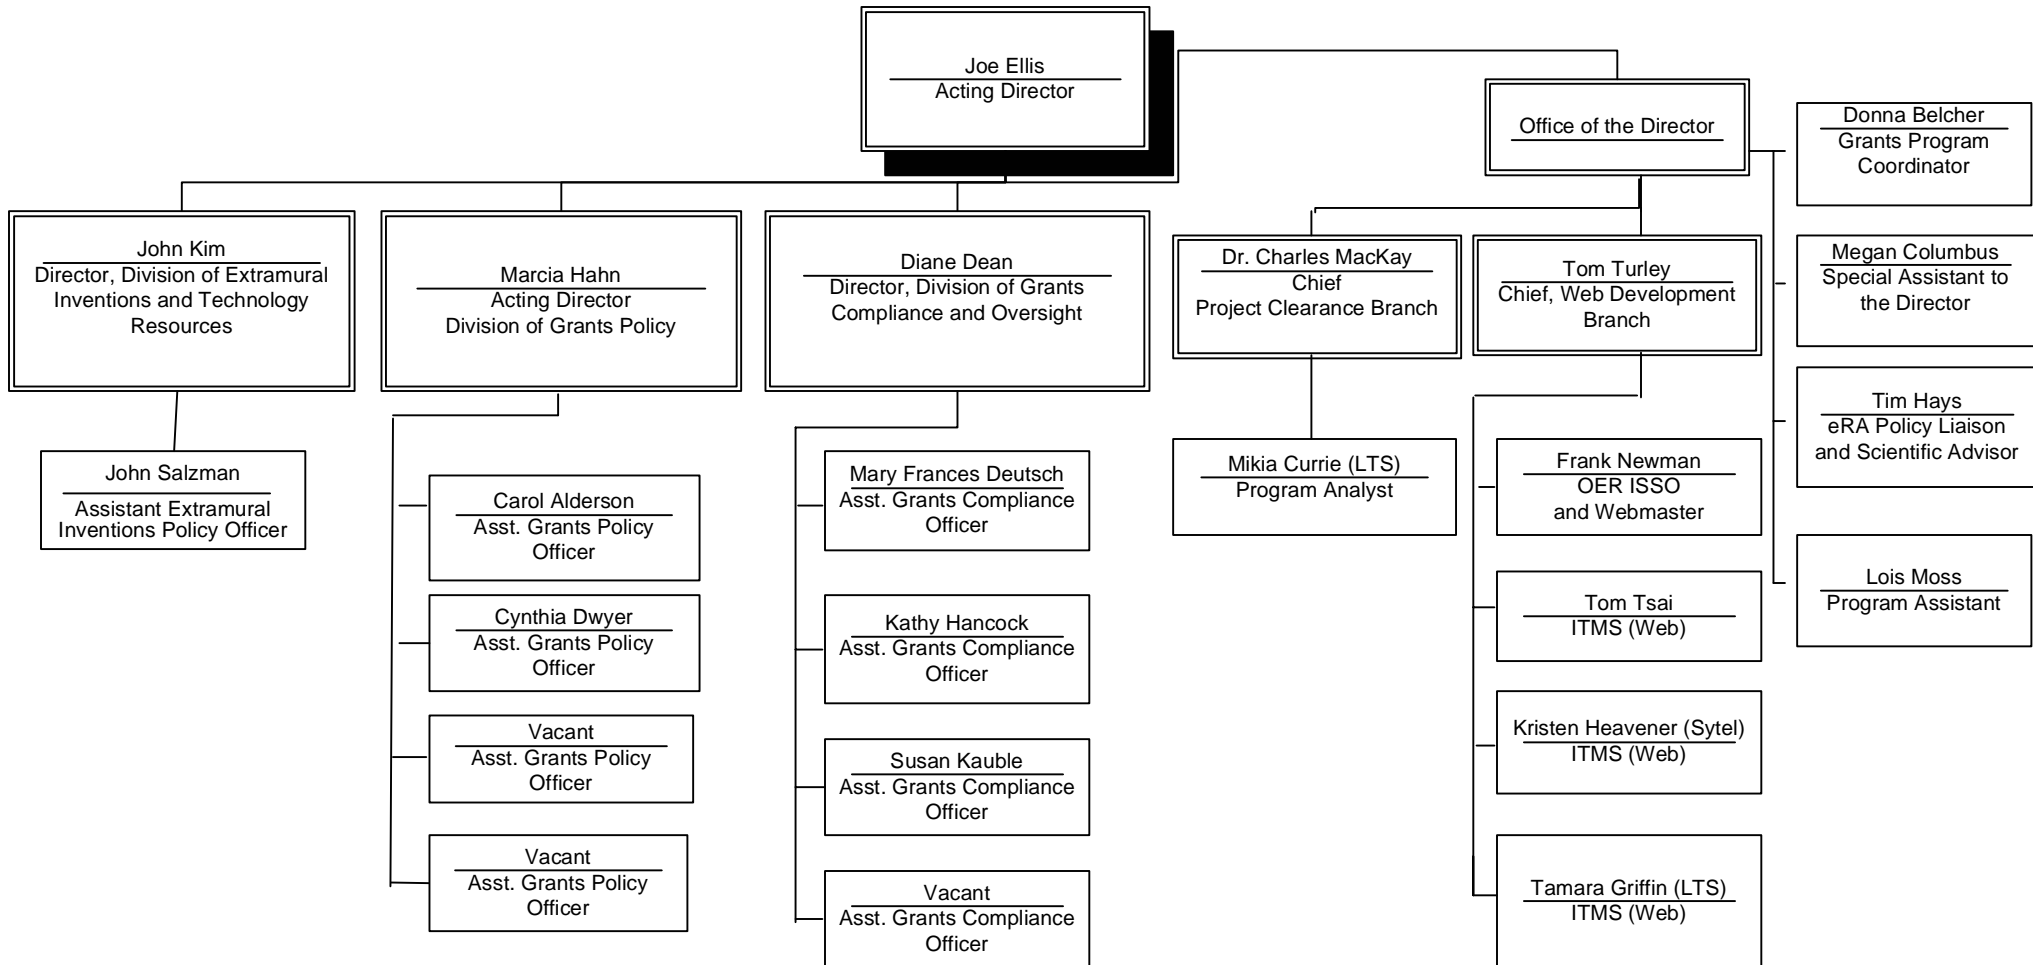 Joe Ellis
Acting Director
Office of the Director
Donna Belcher
Grants Program
Coordinator
Megan Columbus
Special Assistant to
the Director
Tim Hays
eRA Policy Liaison
and Scientific Advisor
Lois Moss
Program Assistant
John Kim
Director, Division of Extramural
Inventions and Technology
Resources
John Salzman
Assistant Extramural
Inventions Policy Officer
Marcia Hahn
Acting Director
Division of Grants Policy
Carol Alderson
Asst. Grants Policy
Officer
Cynthia Dwyer
Asst. Grants Policy
Officer
Vacant
Asst. Grants Policy
Officer
Vacant
Asst. Grants Policy
Officer
Diane Dean
Director, Division of Grants
Compliance and Oversight
Mary Frances Deutsch
Asst. Grants Compliance
Officer
Kathy Hancock
Asst. Grants Compliance
Officer
Susan Kauble
Asst. Grants Compliance
Officer
Vacant
Asst. Grants Compliance
Officer
Dr. Charles MacKay
Chief
Project Clearance Branch
Mikia Currie (LTS)
Program Analyst
Tom Turley
Chief, Web Development
Branch
Frank Newman
OER ISSO
and Webmaster
Tom Tsai
ITMS (Web)
Kristen Heavener (Sytel)
ITMS (Web)
Tamara Griffin (LTS)
ITMS (Web)